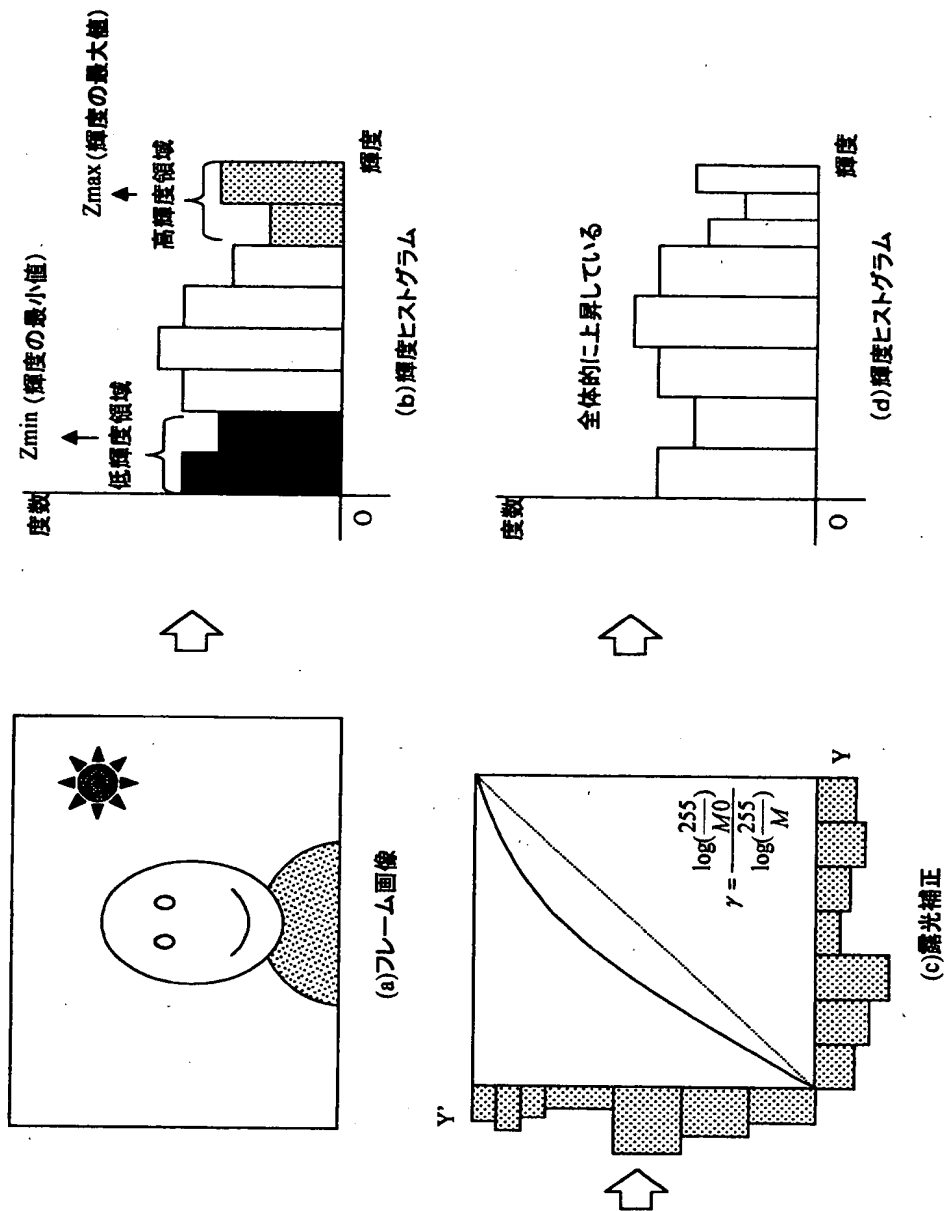 (a)フレーム画像
度数
Zmin (輝度の最小値)
低輝度領域
Zmax (輝度の最大値)
高輝度領域
O
輝度
(b)輝度ヒストグラム
Y'
γ = log(255/M0) / log(255/M)
Y
(c)露光補正
度数
全体的に上昇している
O
輝度
(d)輝度ヒストグラム